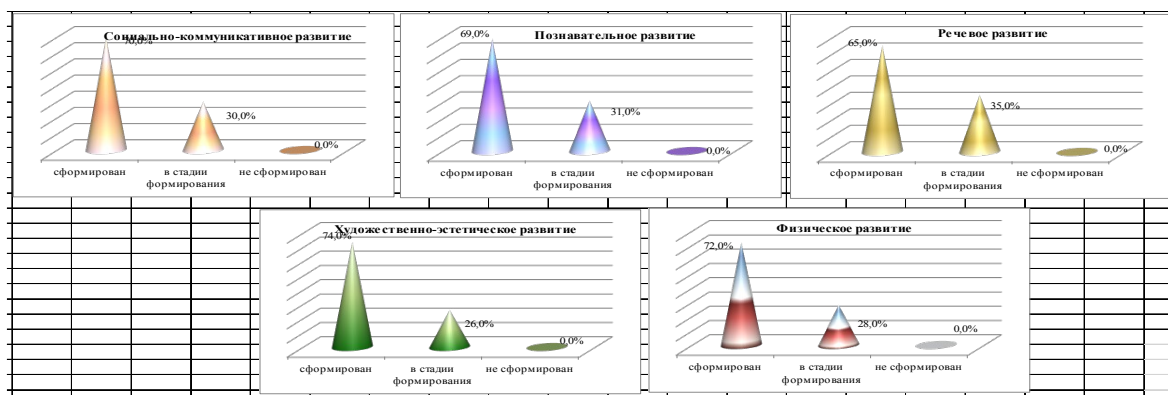 Социально-коммуникативное развитие
70,0%
30,0%
0,0%
сформирован
в стадии
формирования
не сформирован
Познавательное развитие
69,0%
31,0%
0,0%
сформирован
в стадии
формирования
не сформирован
Речевое развитие
65,0%
35,0%
0,0%
сформирован
в стадии
формирования
не сформирован
Художественно-эстетическое развитие
74,0%
26,0%
0,0%
сформирован
в стадии
формирования
не сформирован
Физическое развитие
72,0%
28,0%
0,0%
сформирован
в стадии
формирования
не сформирован